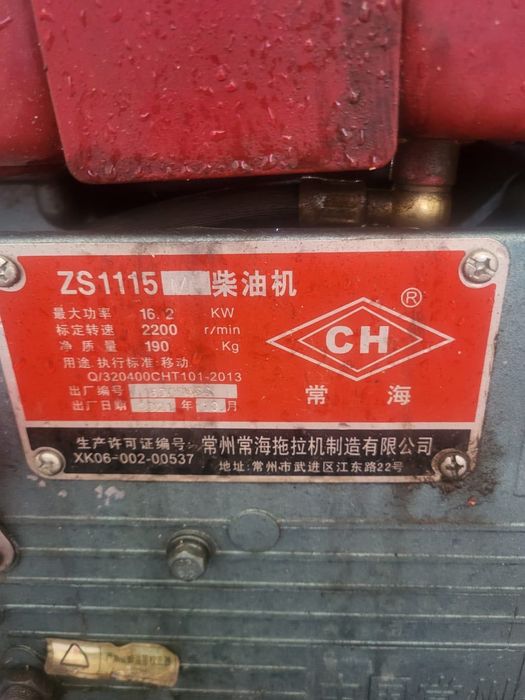 ZS1115 柴油机
最大功率 16.2 KW
标定转速 2200 r/min
净质量 190 Kg
用途.执行标准:移动
Q/320400CHT101-2013
出厂编号
出厂日期 2021 年 3 月
®
CH
常海
生产许可证编号: 常州常海拖拉机制造有限公司
XK06-002-00537 地址:常州市武进区江东路22号